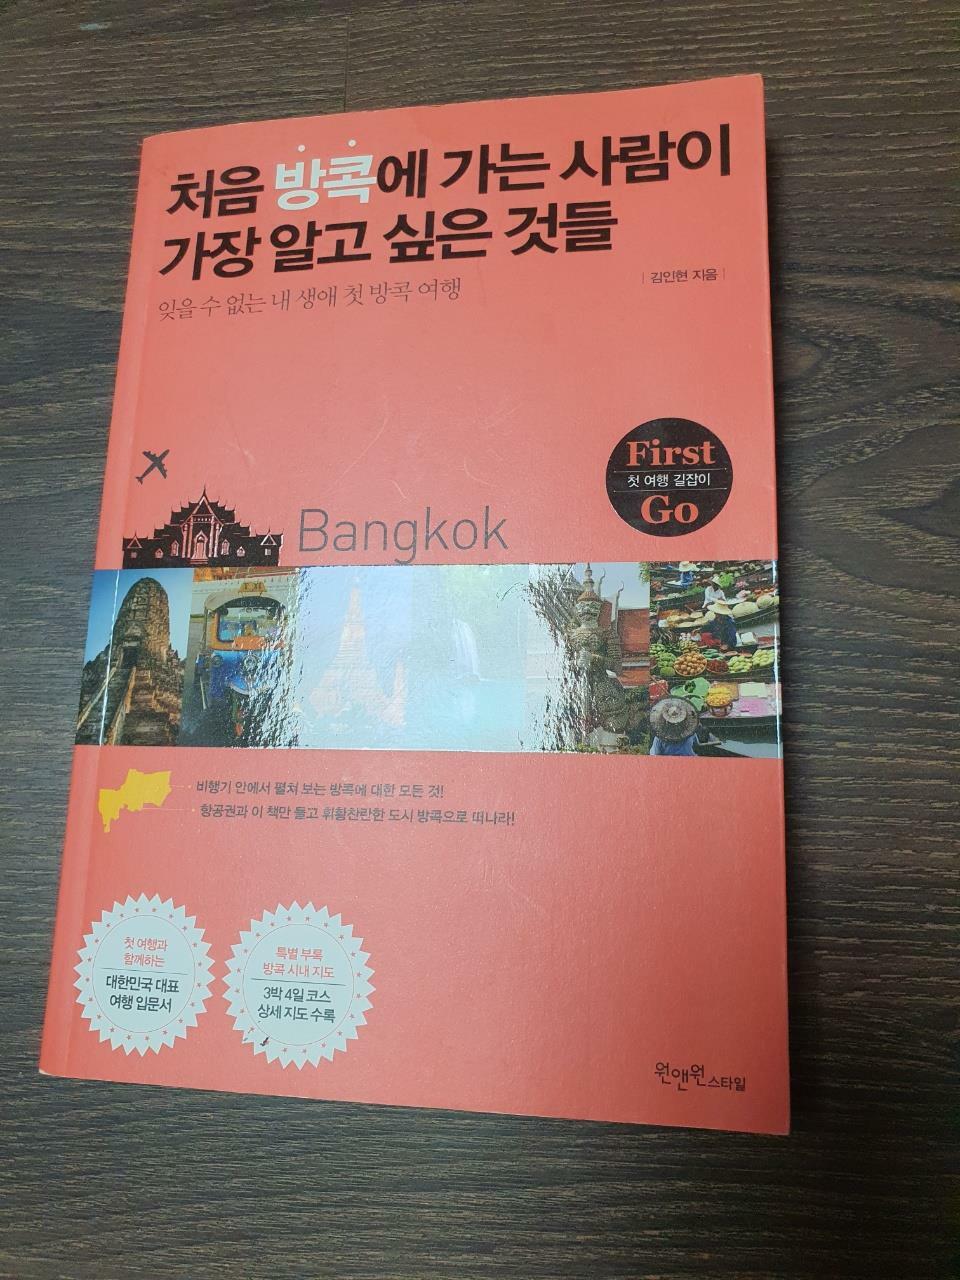 처음 방콕에 가는 사람이
가장 알고 싶은 것들
잊을 수 없는 내 생애 첫 방콕 여행
| 김인현 지음 |
First
첫 여행 길잡이
Go
Bangkok
TAXI
비행기 안에서 펼쳐 보는 방콕에 대한 모든 것!
항공권과 이 책만 들고 휘황찬란한 도시 방콕으로 떠나라!
첫 여행과
함께하는
대한민국 대표
여행 입문서
특별 부록
방콕 시내 지도
3박 4일 코스
상세 지도 수록
원앤원스타일